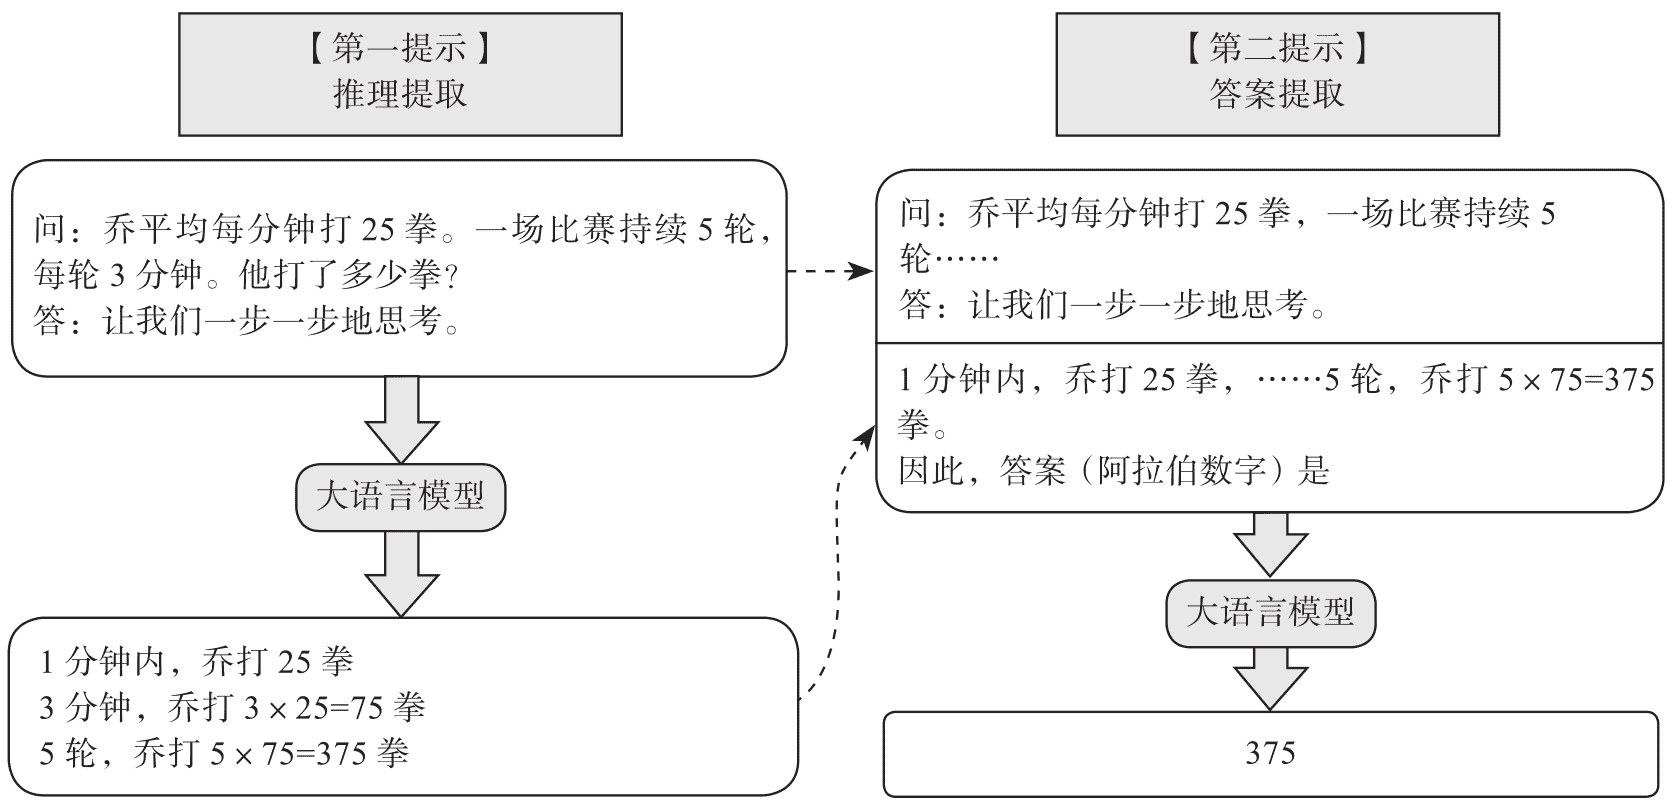 【第一提示】
推理提取
问：乔平均每分钟打 25 拳。一场比赛持续 5 轮，
每轮 3 分钟。他打了多少拳？
答：让我们一步一步地思考。
大语言模型
1 分钟内，乔打 25 拳
3 分钟，乔打 3 × 25=75 拳
5 轮，乔打 5 × 75=375 拳
【第二提示】
答案提取
问：乔平均每分钟打 25 拳，一场比赛持续 5
轮……
答：让我们一步一步地思考。
1 分钟内，乔打 25 拳，……5 轮，乔打 5 × 75=375
拳。
因此，答案（阿拉伯数字）是
大语言模型
375